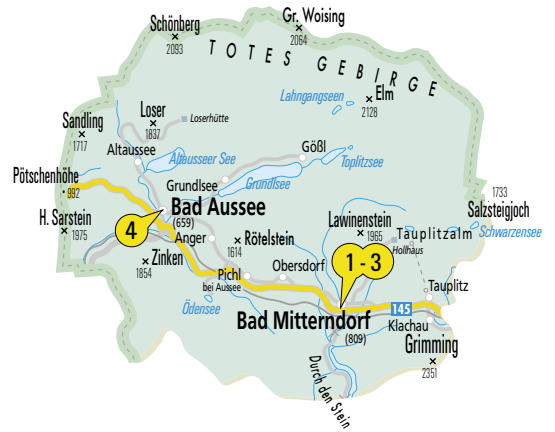 Gr. Woising
2064
Schönberg
2093
TOTES GEBIRGE
Lahngangseen
Elm
2128
Loser
1837
Loserhütte
Sandling
1717
Altaussee
Altausseer See
Gößl
Toplitzsee
Pötschenhöhe
992
Grundlsee
Grundlsee
1733
Salzsteigjoch
Schwarzensee
Bad Aussee
(659)
4
H. Sarstein
1975
Anger
Rötelstein
1614
Lawinenstein
1965
Tauplitzalm
Hollhaus
Zinken
1854
1 - 3
Obersdorf
Pichl
bei Aussee
Tauplitz
Ödensee
145
Bad Mitterndorf
(809)
Klachau
Grimming
2351
Durch den Stein